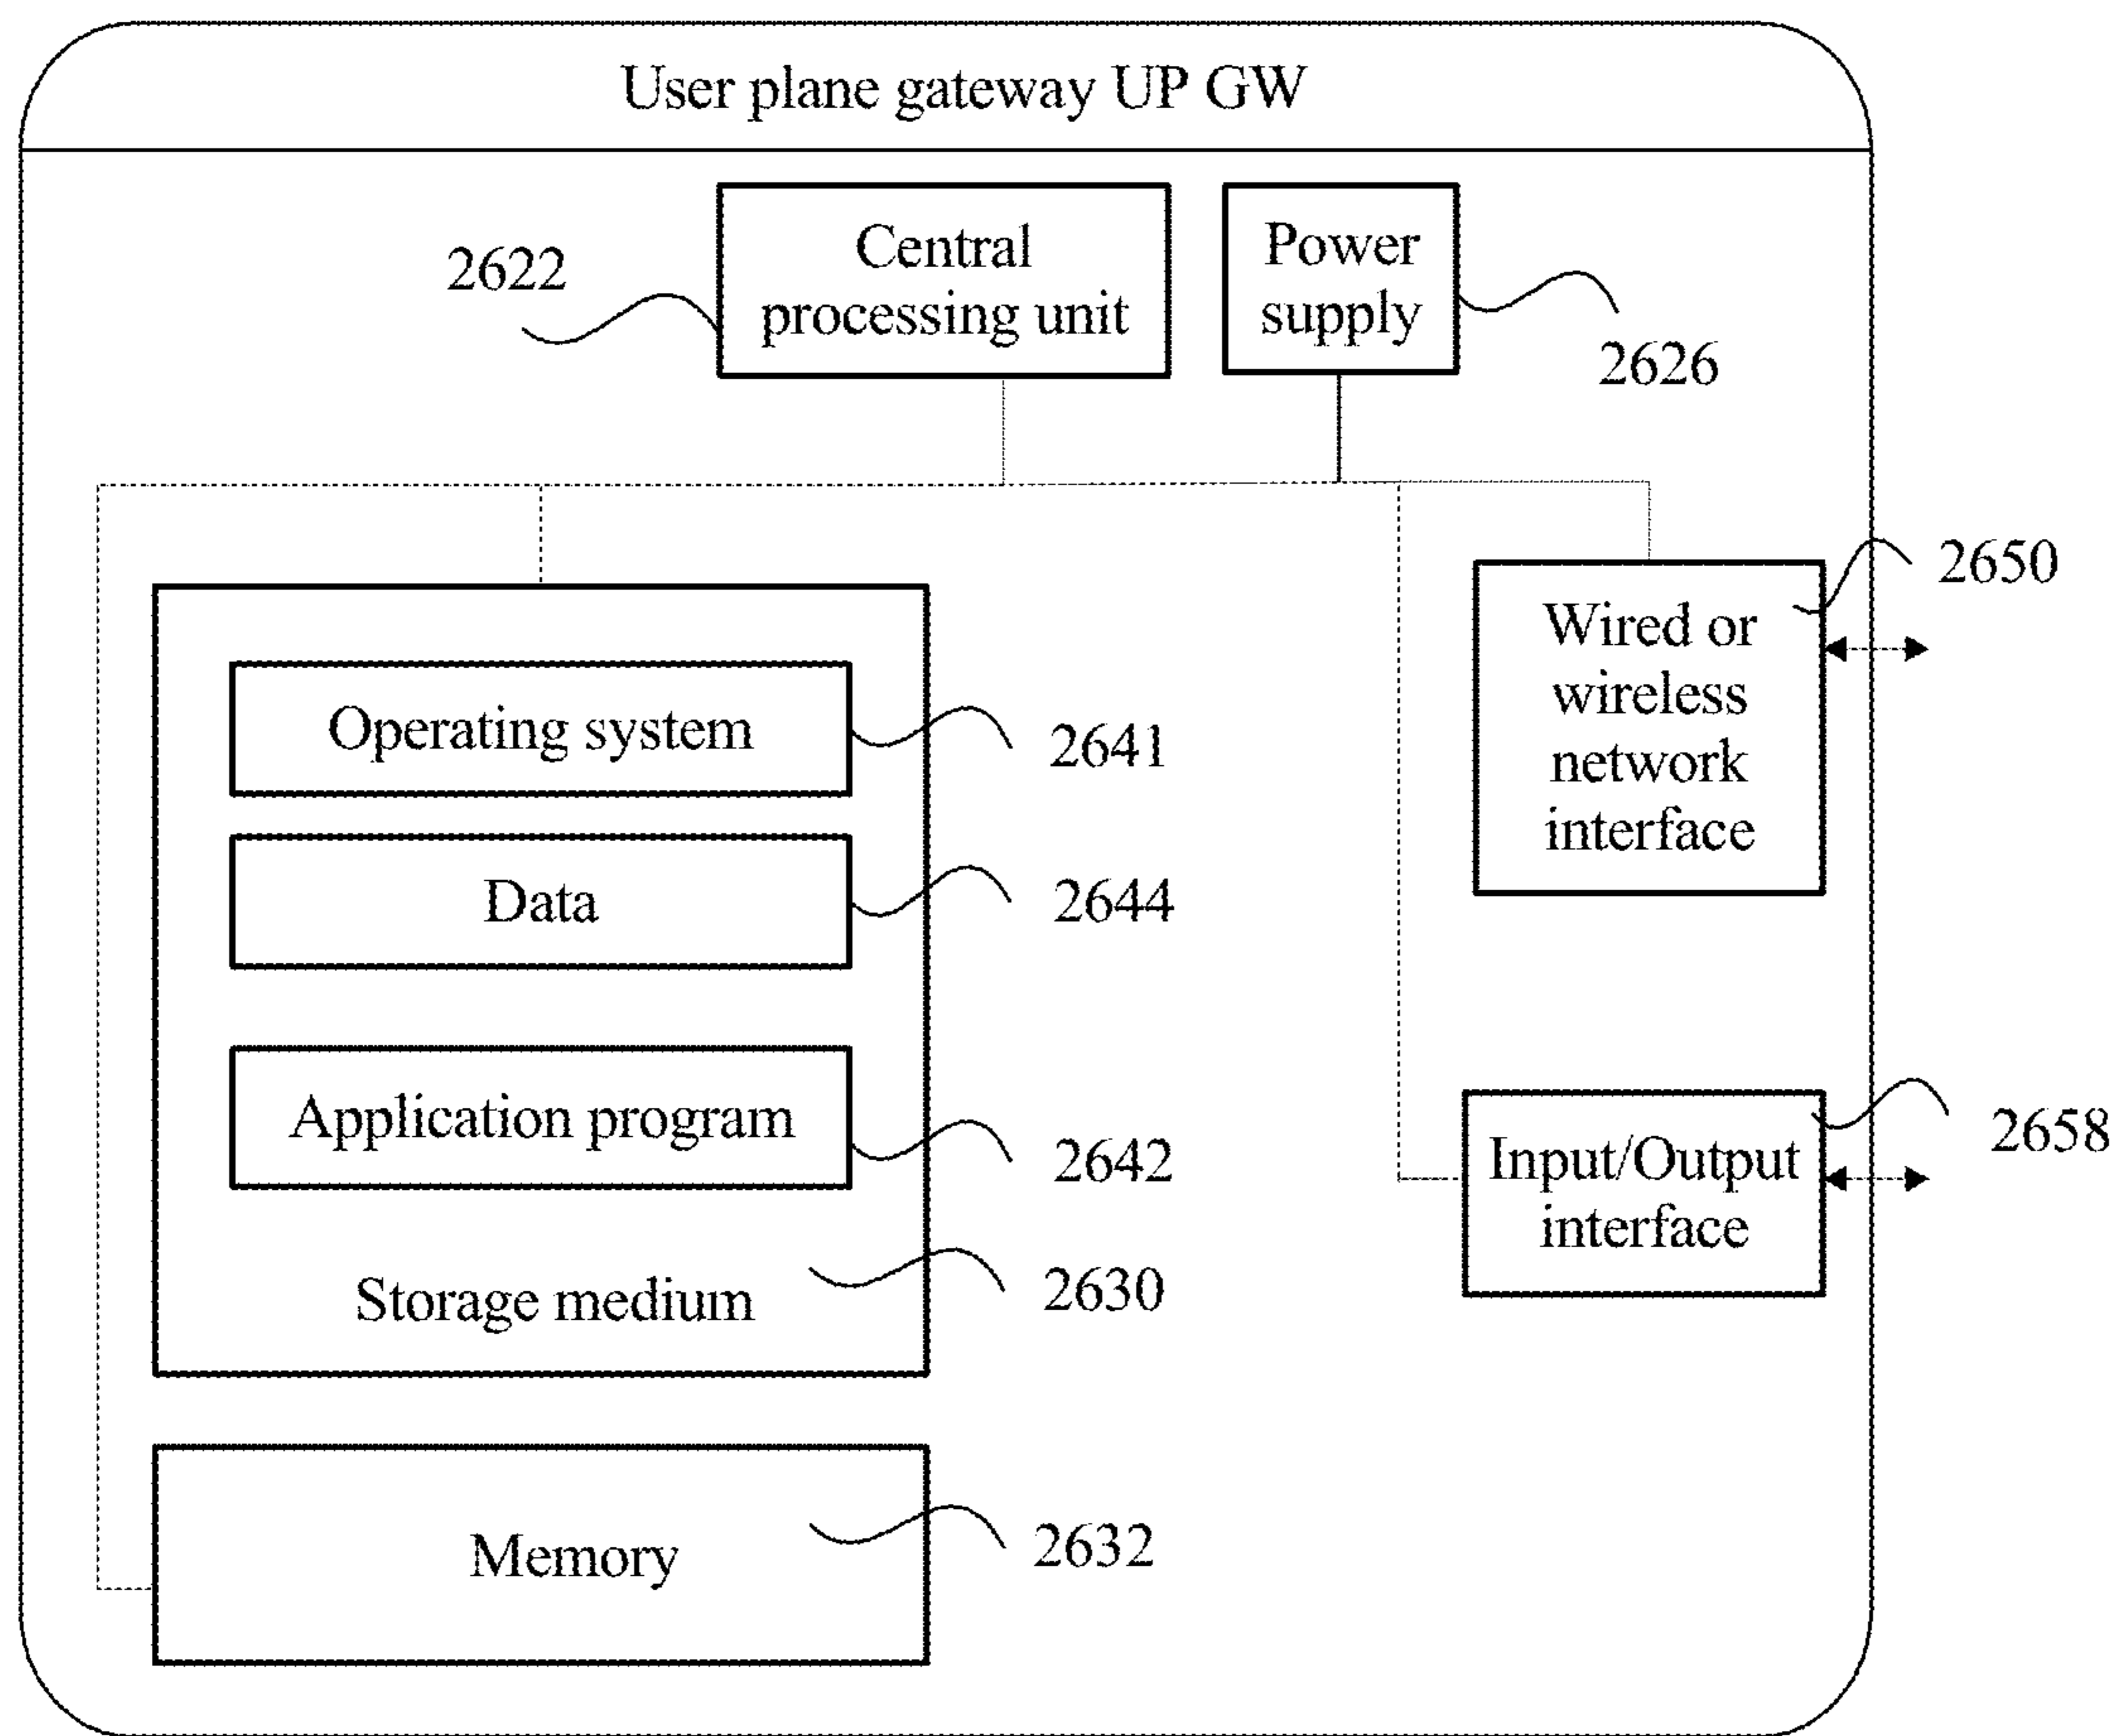 User plane gateway UP GW
Central
processing unit
2622
Power
supply
2626
Operating system
2641
Data
2644
Application program
2642
Storage medium
2630
Memory
2632
Wired or
wireless
network
interface
2650
Input/Output
interface
2658